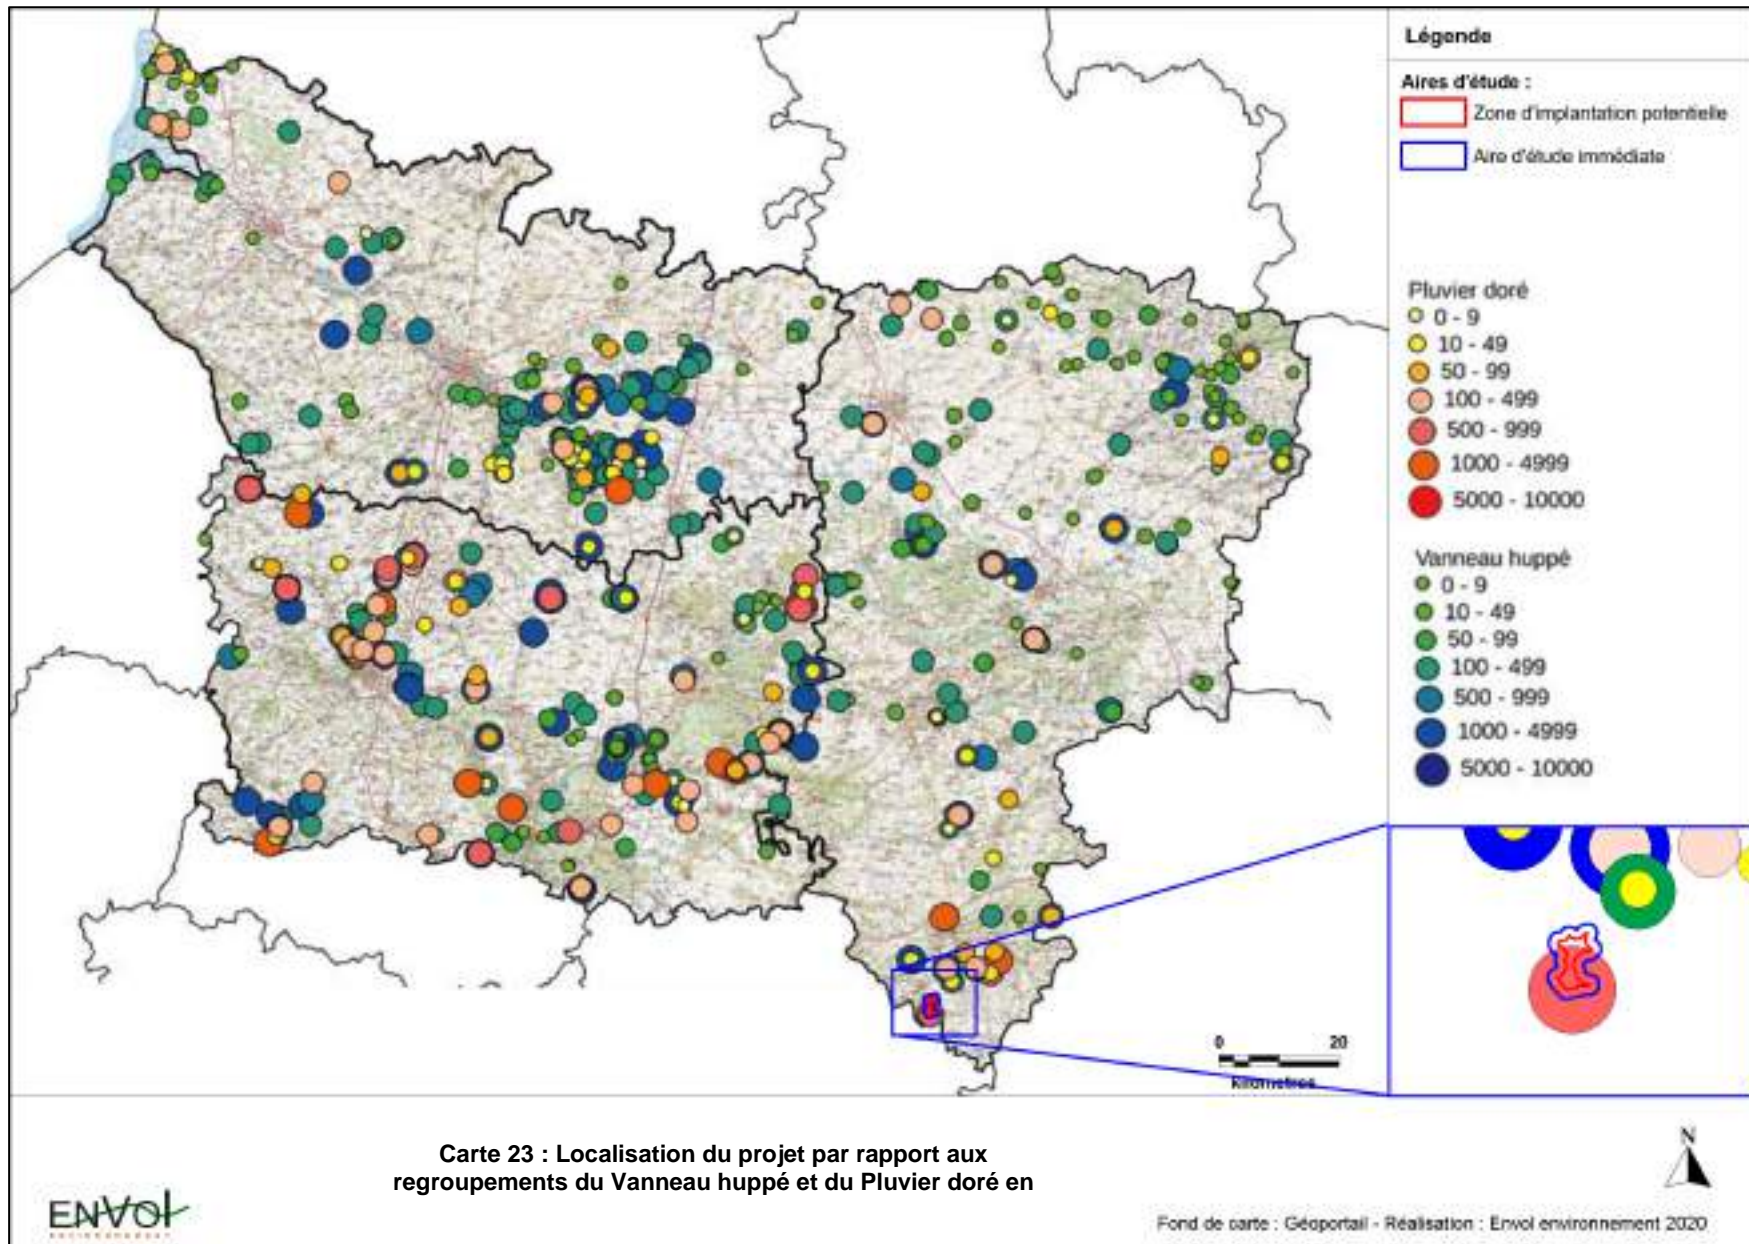 Légende
Aires d'étude :
Zone d'implantation potentielle
Aire d'étude immédiate
Pluvier doré
0 - 9
10 - 49
50 - 99
100 - 499
500 - 999
1000 - 4999
5000 - 10000
Vanneau huppé
0 - 9
10 - 49
50 - 99
100 - 499
500 - 999
1000 - 4999
5000 - 10000
0 20
kilomètres
Carte 23 : Localisation du projet par rapport aux
regroupements du Vanneau huppé et du Pluvier doré en
N
ENVOl
ENVIRONNEMENT
Fond de carte : Géoportail - Réalisation : Envol environnement 2020